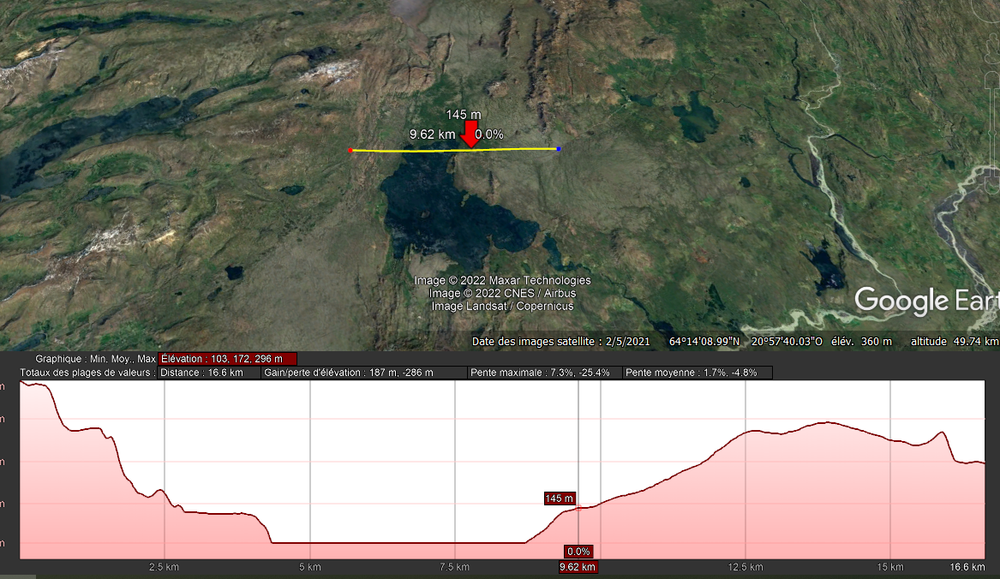 145 m
9.62 km 0.0%
Image © 2022 Maxar Technologies
Image © 2022 CNES / Airbus
Image Landsat / Copernicus
Google Eart
Date des images satellite : 2/5/2021 64°14'08.99"N 20°57'40.03"O élév. 360 m altitude 49.74 km
Graphique : Min. Moy., Max. Élévation : 103, 172, 296 m
Totaux des plages de valeurs : Distance : 16.6 km Gain/perte d'élévation : 187 m, -286 m Pente maximale : 7.3%, -25.4% Pente moyenne : 1.7%, -4.8%
m
m
m
m
m
145 m
0.0%
2.5 km 5 km 7.5 km 9.62 km 12.5 km 15 km 16.6 km